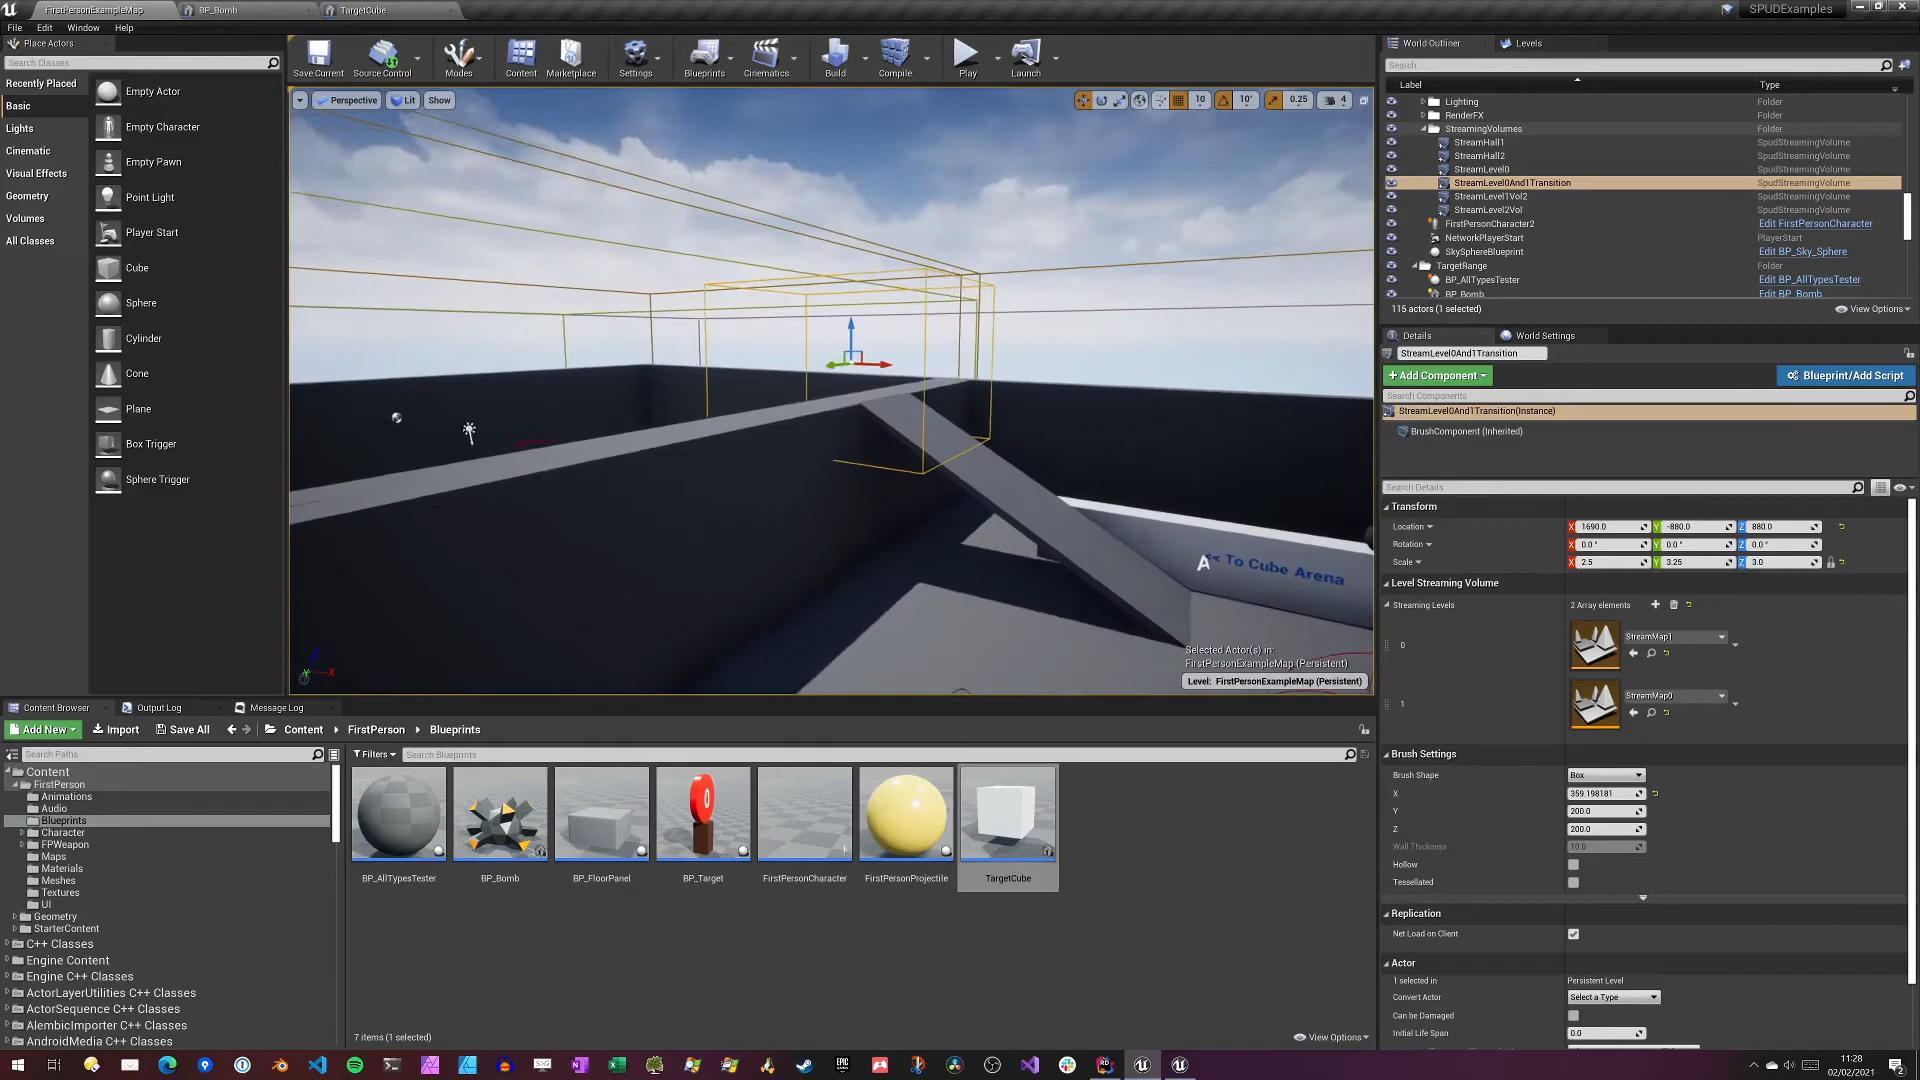 FirstPersonExampleMap
BP_Bomb
TargetCube
SPUDExamples
File Edit Window Help
Place Actors
Search Classes
Recently Placed
Basic
Lights
Cinematic
Visual Effects
Geometry
Volumes
All Classes
Empty Actor
Empty Character
Empty Pawn
Point Light
Player Start
Cube
Sphere
Cylinder
Cone
Plane
Box Trigger
Sphere Trigger
Save Current
Source Control
Modes
Content
Marketplace
Settings
Blueprints
Cinematics
Build
Compile
Play
Launch
Perspective
Lit
Show
10
10°
0.25
4
A
<< To Cube Arena
Selected Actor(s) in:
FirstPersonExampleMap (Persistent)
Level: FirstPersonExampleMap (Persistent)
World Outliner
Levels
Search...
Label Type
Lighting Folder
RenderFX Folder
StreamingVolumes Folder
StreamHall1 SpudStreamingVolume
StreamHall2 SpudStreamingVolume
StreamLevel0 SpudStreamingVolume
StreamLevel0And1Transition SpudStreamingVolume
StreamLevel1Vol2 SpudStreamingVolume
StreamLevel2Vol SpudStreamingVolume
FirstPersonCharacter2 Edit FirstPersonCharacter
NetworkPlayerStart PlayerStart
SkySphereBlueprint Edit BP_Sky_Sphere
TargetRange Folder
BP_AllTypesTester Edit BP_AllTypesTester
BP_Bomb Edit BP_Bomb
115 actors (1 selected)
View Options
Details
World Settings
StreamLevel0And1Transition
+ Add Component
Blueprint/Add Script
Search Components
StreamLevel0And1Transition(Instance)
BrushComponent (Inherited)
Search Details
Transform
Location X 1690.0 Y -880.0 Z 880.0
Rotation X 0.0 ° Y 0.0 ° Z 0.0 °
Scale X 2.5 Y 3.25 Z 3.0
Level Streaming Volume
Streaming Levels 2 Array elements
0 StreamMap1
1 StreamMap0
Brush Settings
Brush Shape Box
X 359.198181
Y 200.0
Z 200.0
Wall Thickness 10.0
Hollow
Tessellated
Replication
Net Load on Client
Actor
1 selected in Persistent Level
Convert Actor Select a Type
Can be Damaged
Initial Life Span 0.0
Content Browser
Output Log
Message Log
Add New
Import
Save All
Content
FirstPerson
Blueprints
Search Paths
Filters
Search Blueprints
Content
FirstPerson
Animations
Audio
Blueprints
Character
FPWeapon
Maps
Materials
Meshes
Textures
UI
Geometry
StarterContent
C++ Classes
Engine Content
Engine C++ Classes
ActorLayerUtilities C++ Classes
ActorSequence C++ Classes
AlembicImporter C++ Classes
AndroidMedia C++ Classes
BP_AllTypesTester
BP_Bomb
BP_FloorPanel
BP_Target
FirstPersonCharacter
FirstPersonProjectile
TargetCube
7 items (1 selected)
View Options
11:28
02/02/2021